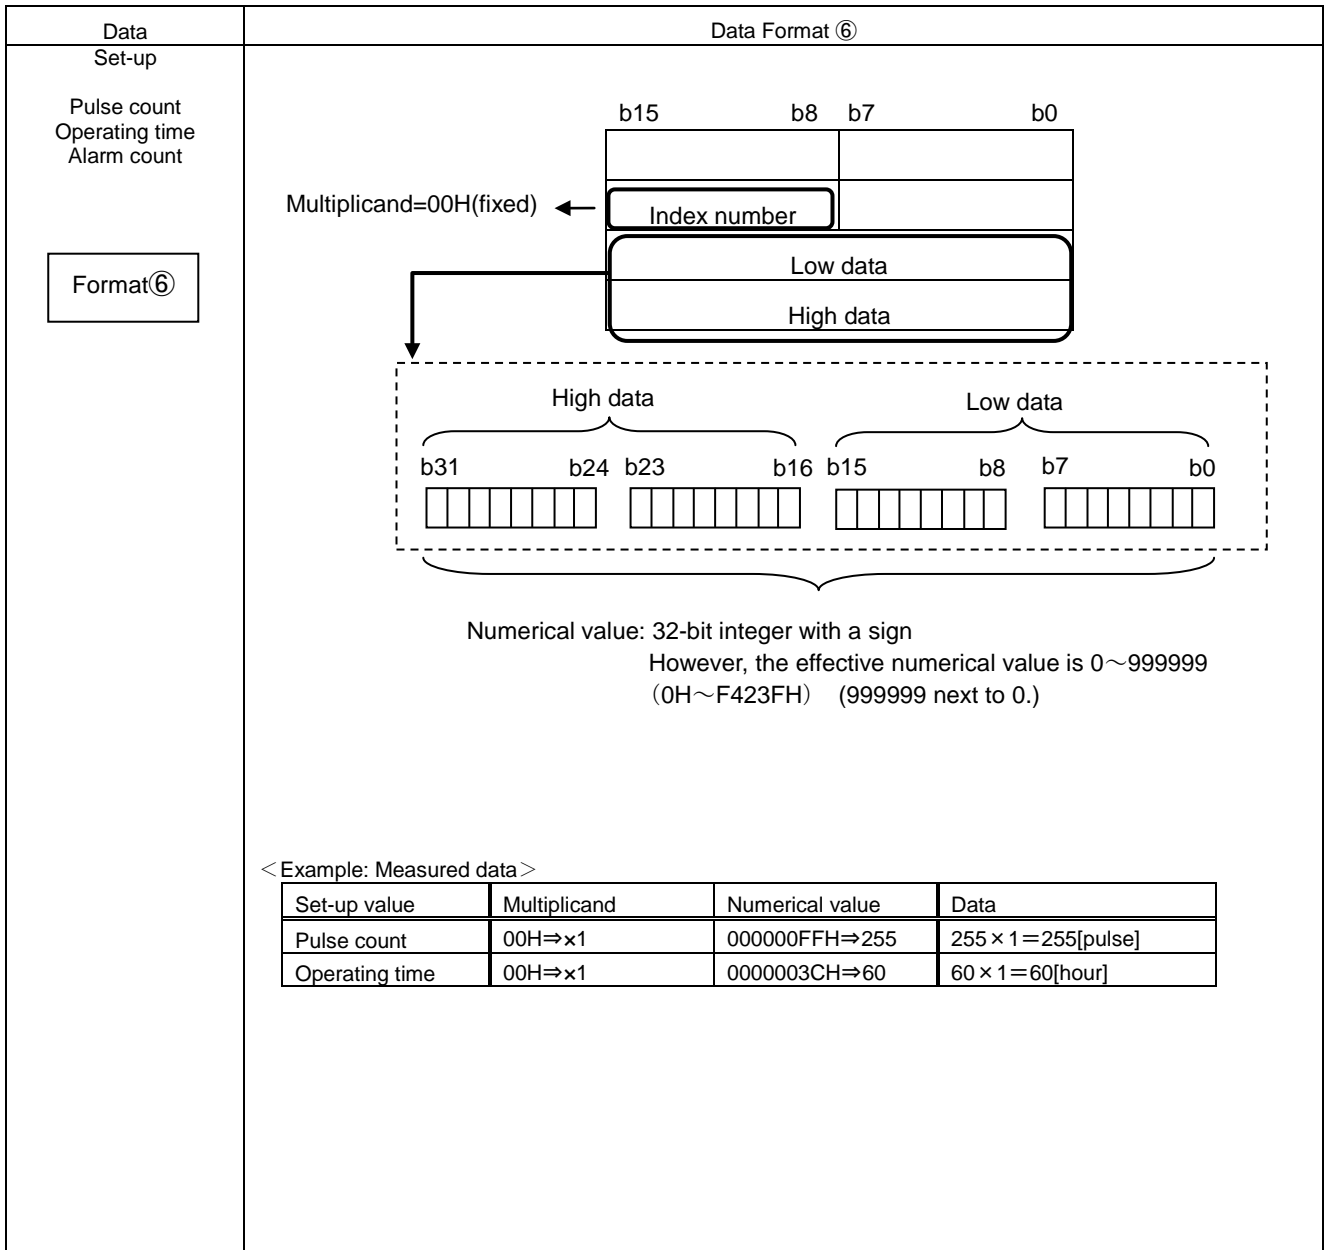 Data
Data Format ⑥
Set-up
Pulse count
Operating time
Alarm count
Format⑥
b15 b8 b7 b0
Multiplicand=00H(fixed)
Index number
Low data
High data
High data
Low data
b31 b24 b23 b16 b15 b8 b7 b0
Numerical value: 32-bit integer with a sign
However, the effective numerical value is 0～999999
（0H～F423FH） (999999 next to 0.)
＜Example: Measured data＞
Set-up value Multiplicand Numerical value Data
Pulse count 00H⇒×1 000000FFH⇒255 255×1＝255[pulse]
Operating time 00H⇒×1 0000003CH⇒60 60×1＝60[hour]